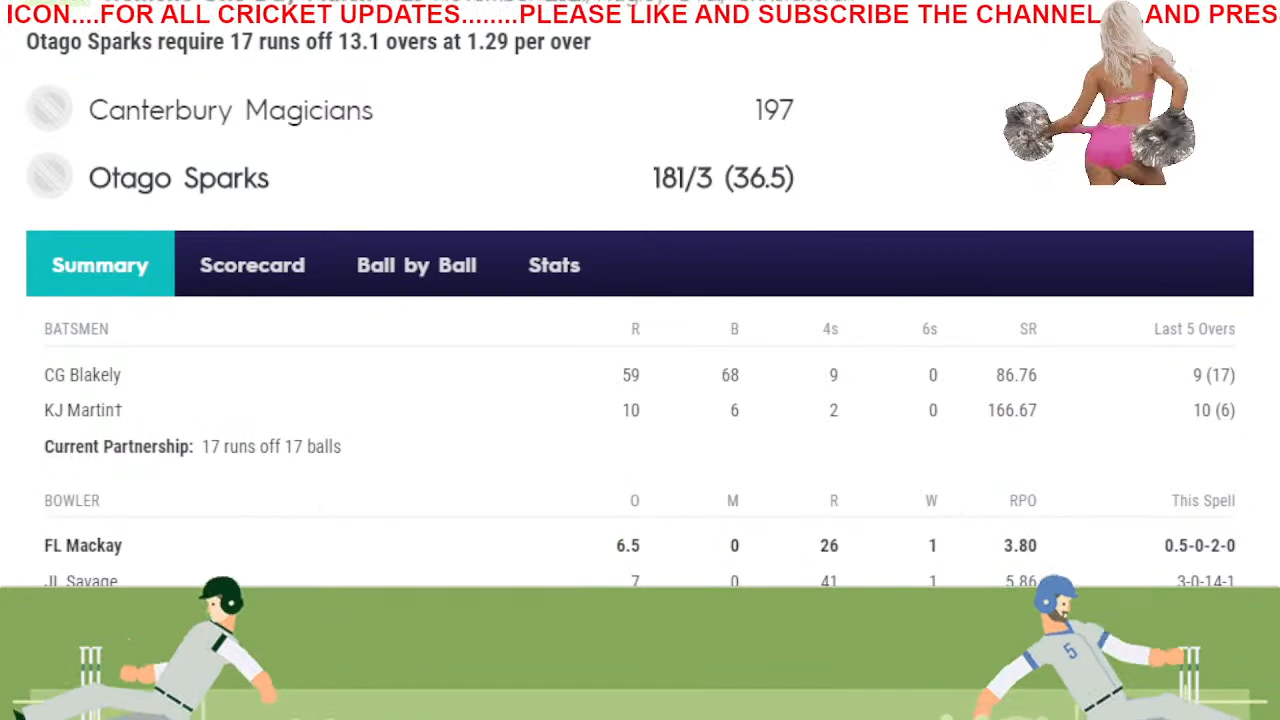 ICON....FOR ALL CRICKET UPDATES........PLEASE LIKE AND SUBSCRIBE THE CHANNEL AND PRES
Otago Sparks require 17 runs off 13.1 overs at 1.29 per over
Canterbury Magicians 197
Otago Sparks 181/3 (36.5)
Summary Scorecard Ball by Ball Stats
BATSMEN R B 4s 6s SR Last 5 Overs
CG Blakely 59 68 9 0 86.76 9 (17)
KJ Martin† 10 6 2 0 166.67 10 (6)
Current Partnership: 17 runs off 17 balls
BOWLER O M R W RPO This Spell
FL Mackay 6.5 0 26 1 3.80 0.5-0-2-0
JL Savage 7 0 41 1 5.86 3-0-14-1
5